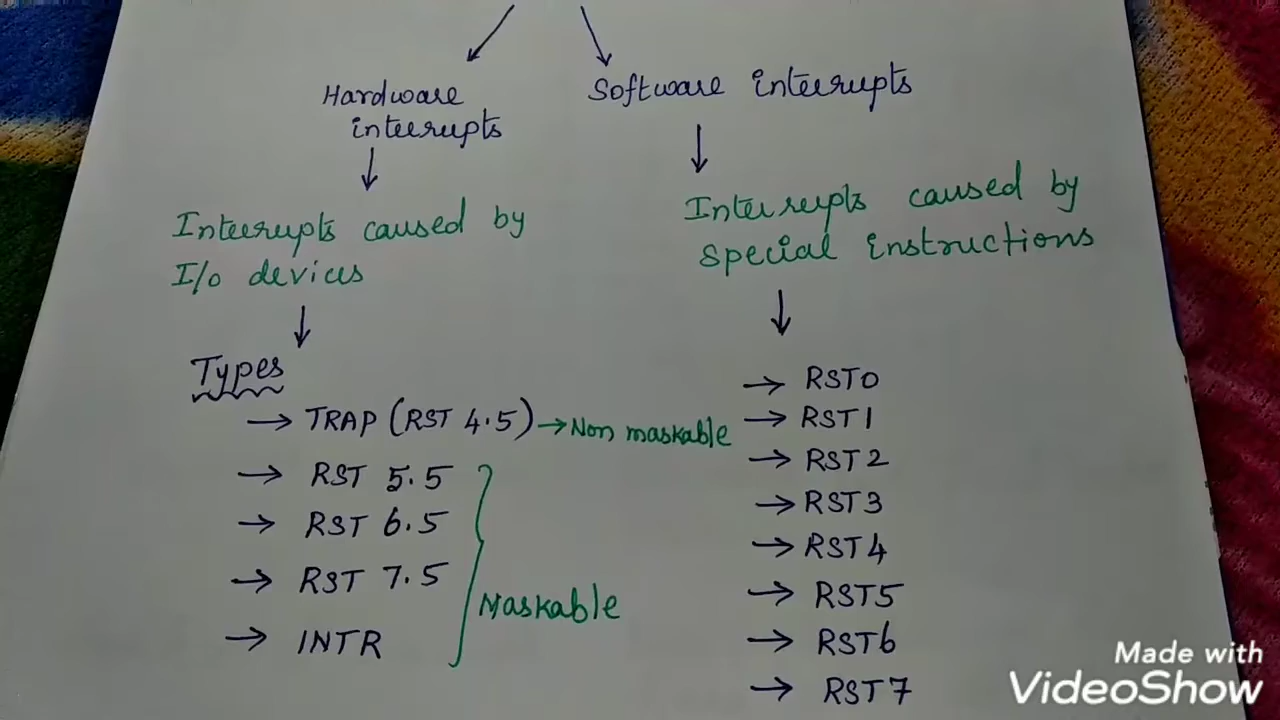 Hardware
interrupts
Software interrupts
Interrupts caused by
I/o devices
Interrupts caused by
special instructions
Types
→ TRAP (RST 4.5) → Non maskable
→ RST 5.5
→ RST 6.5
→ RST 7.5
→ INTR
Maskable
→ RST0
→ RST1
→ RST2
→ RST3
→ RST4
→ RST5
→ RST6
→ RST7
Made with
VideoShow